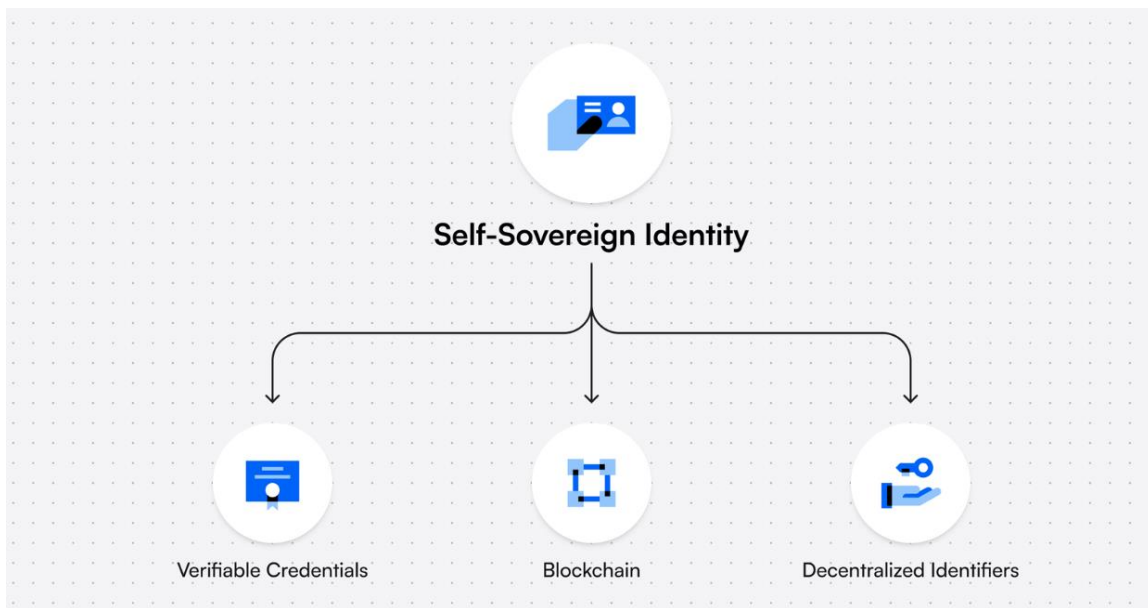 Self-Sovereign Identity
Verifiable Credentials
Blockchain
Decentralized Identifiers